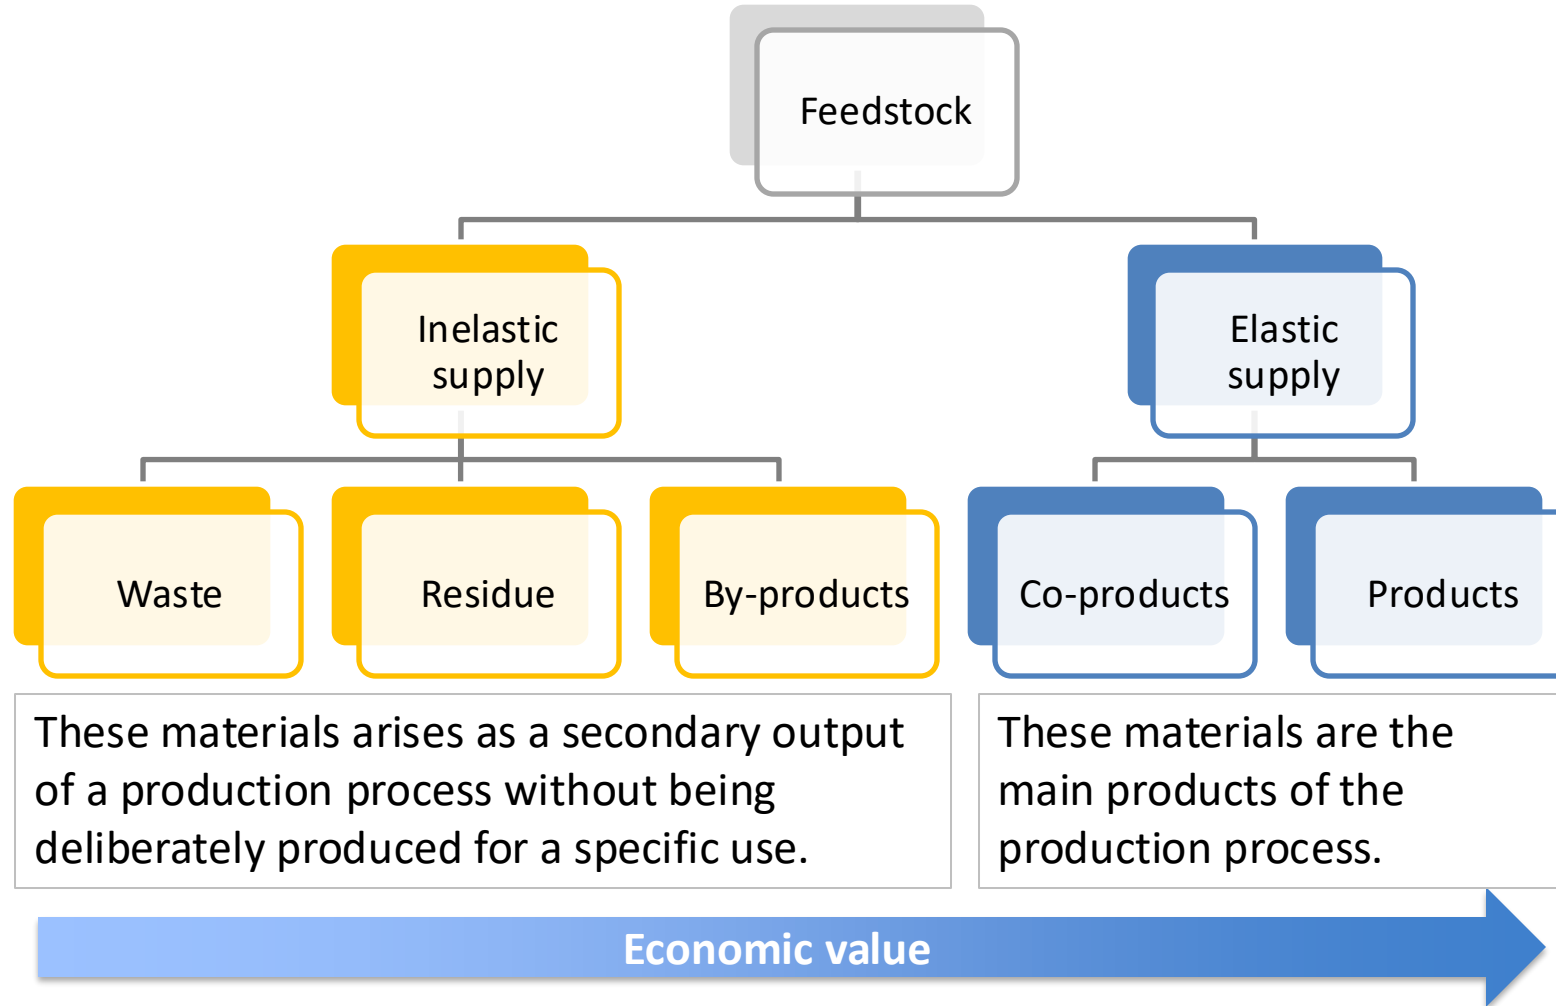 Feedstock
Inelastic
supply
Elastic
supply
Waste
Residue
By-products
Co-products
Products
These materials arises as a secondary output
of a production process without being
deliberately produced for a specific use.
These materials are the
main products of the
production process.
Economic value